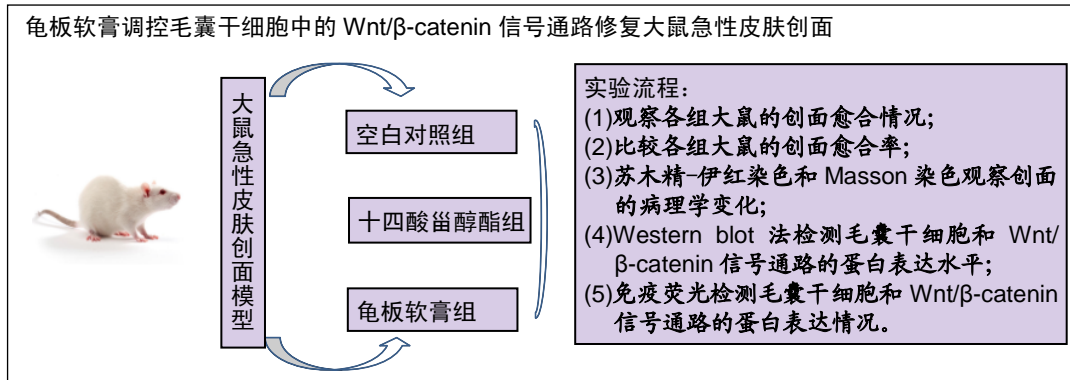 龟板软膏调控毛囊干细胞中的 Wnt/β-catenin 信号通路修复大鼠急性皮肤创面
大鼠急性皮肤创面模型
空白对照组
十四酸甾醇酯组
龟板软膏组
实验流程：
(1)观察各组大鼠的创面愈合情况；
(2)比较各组大鼠的创面愈合率；
(3)苏木精-伊红染色和 Masson 染色观察创面
的病理学变化；
(4)Western blot 法检测毛囊干细胞和 Wnt/
β-catenin 信号通路的蛋白表达水平；
(5)免疫荧光检测毛囊干细胞和 Wnt/β-catenin
信号通路的蛋白表达情况。